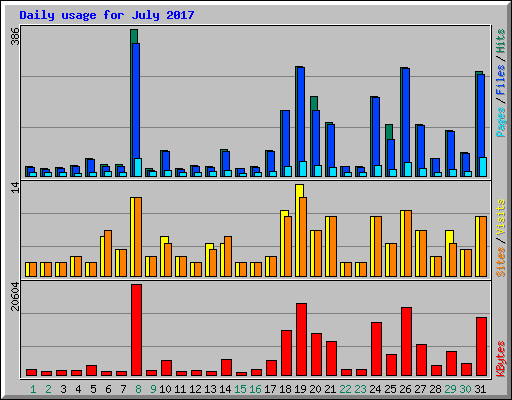 Daily usage for July 2017
386
Pages / Files / Hits
14
Sites / Visits
20604
KBytes
1 2 3 4 5 6 7 8 9 10 11 12 13 14 15 16 17 18 19 20 21 22 23 24 25 26 27 28 29 30 31